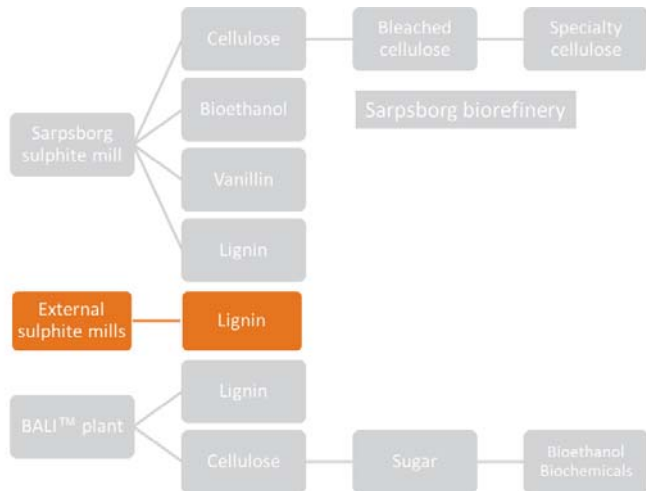 Cellulose
Bleached
cellulose
Specialty
cellulose
Bioethanol
Sarpsborg biorefinery
Sarpsborg
sulphite mill
Vanillin
Lignin
External
sulphite mills
Lignin
Lignin
BALI™ plant
Cellulose
Sugar
Bioethanol
Biochemicals